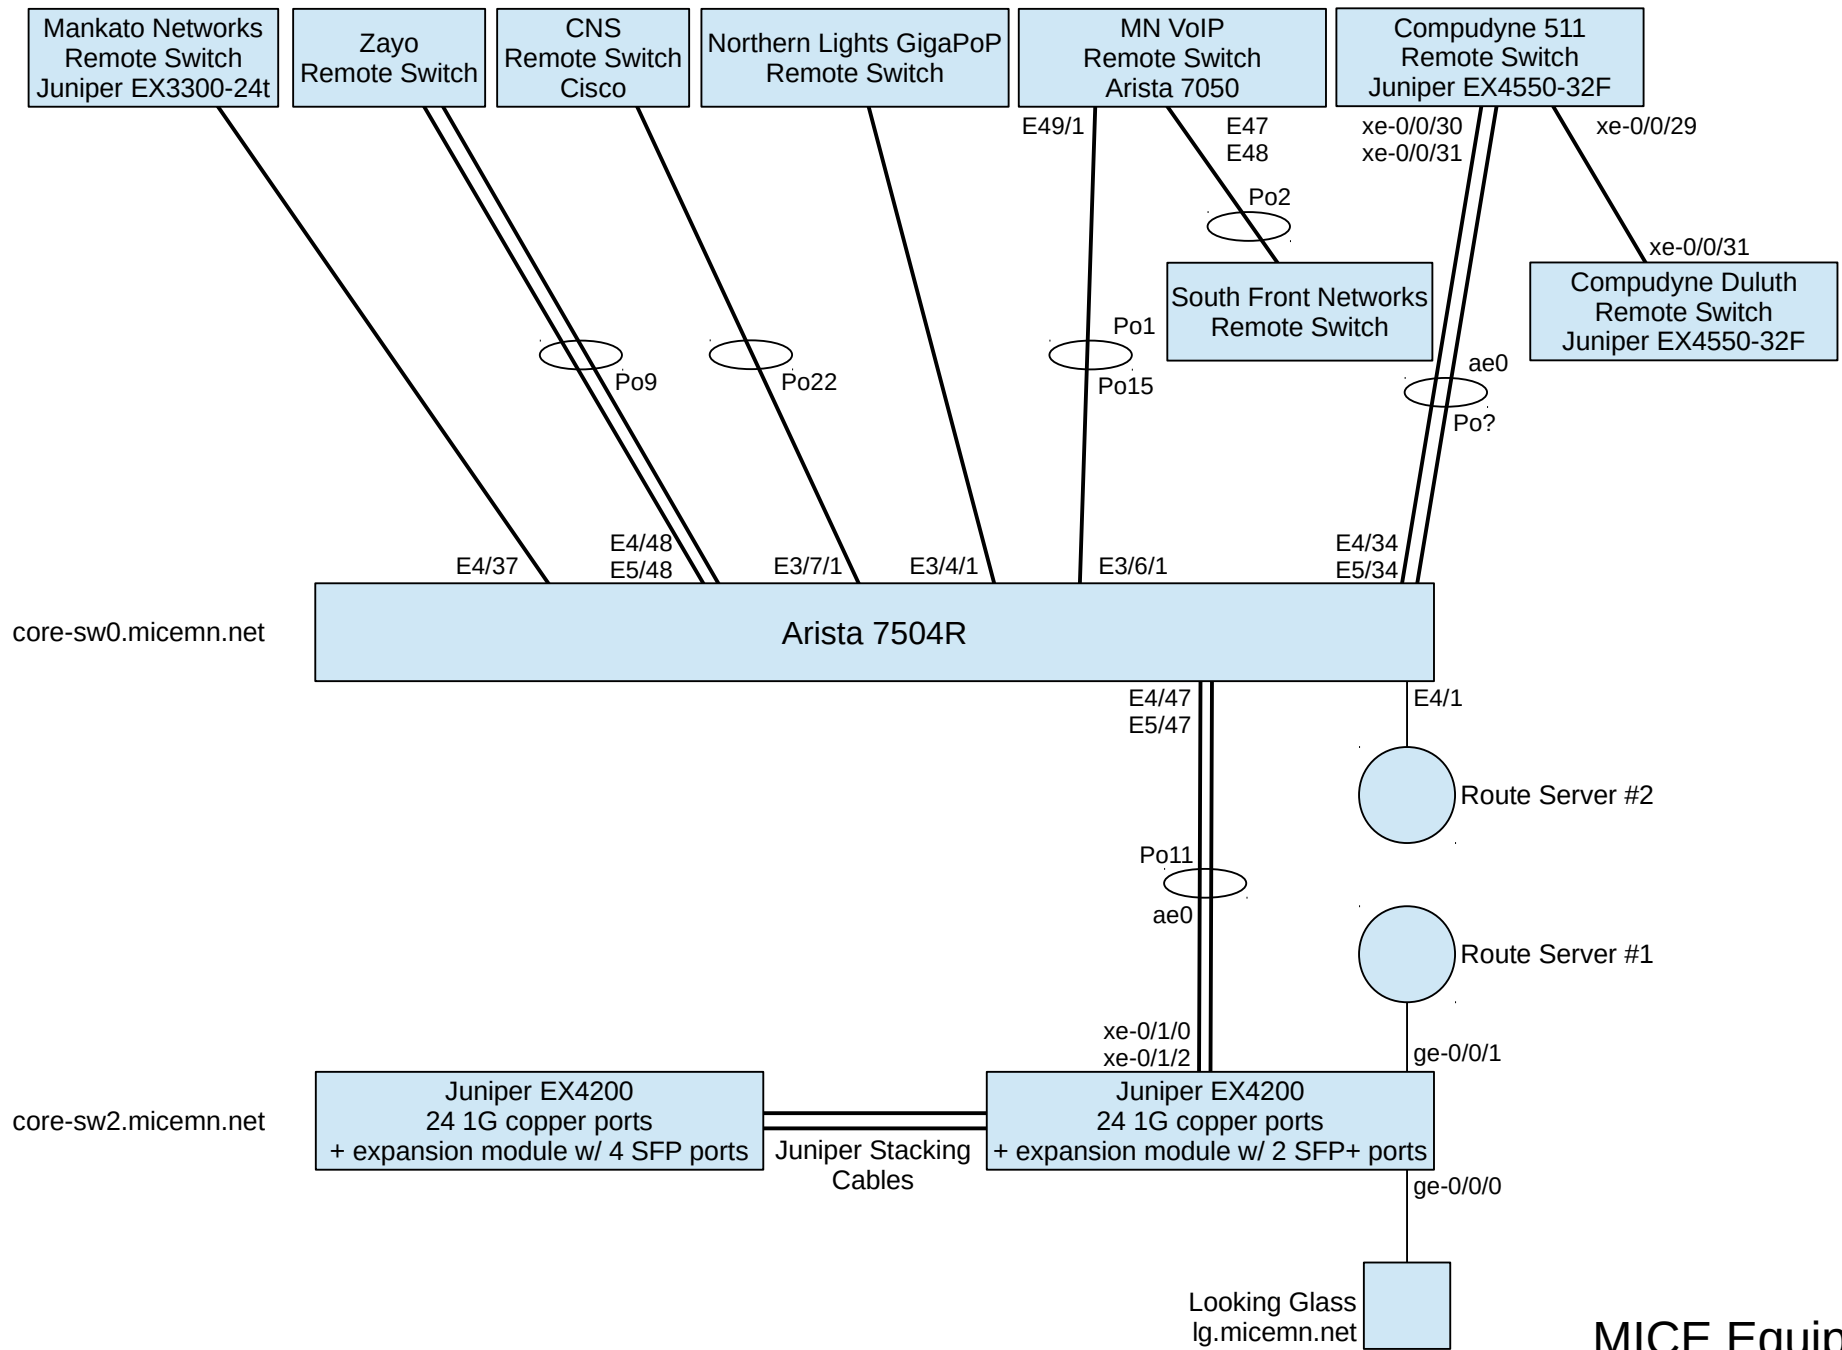 Mankato Networks
Remote Switch
Juniper EX3300-24t
Zayo
Remote Switch
CNS
Remote Switch
Cisco
Northern Lights GigaPoP
Remote Switch
MN VoIP
Remote Switch
Arista 7050
Compudyne 511
Remote Switch
Juniper EX4550-32F
E49/1
E47
E48
xe-0/0/30
xe-0/0/31
xe-0/0/29
Po2
xe-0/0/31
South Front Networks
Remote Switch
Compudyne Duluth
Remote Switch
Juniper EX4550-32F
Po9
Po22
Po1
Po15
ae0
Po?
E4/37
E4/48
E5/48
E3/7/1
E3/4/1
E3/6/1
E4/34
E5/34
core-sw0.micemn.net
Arista 7504R
E4/47
E5/47
E4/1
Route Server #2
Po11
ae0
Route Server #1
xe-0/1/0
xe-0/1/2
ge-0/0/1
core-sw2.micemn.net
Juniper EX4200
24 1G copper ports
+ expansion module w/ 4 SFP ports
Juniper Stacking
Cables
Juniper EX4200
24 1G copper ports
+ expansion module w/ 2 SFP+ ports
ge-0/0/0
Looking Glass
lg.micemn.net
MICE